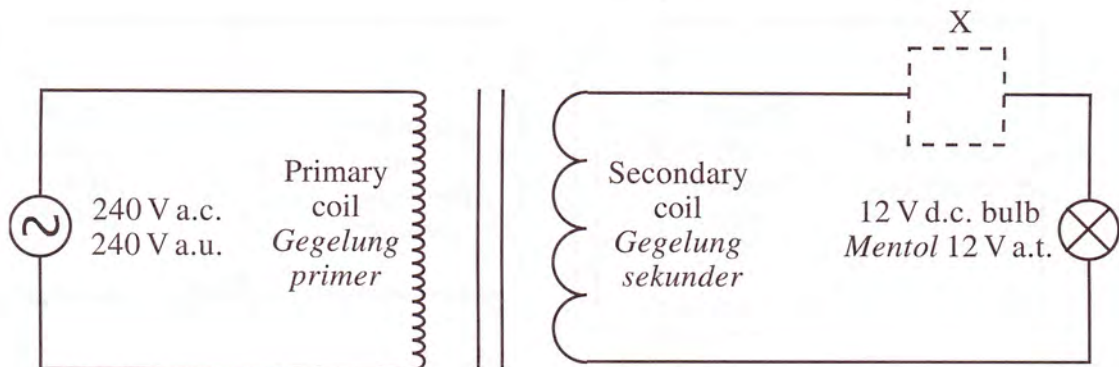 X
240 V a.c.
240 V a.u.
Primary
coil
Gegelung
primer
Secondary
coil
Gegelung
sekunder
12 V d.c. bulb
Mentol 12 V a.t.